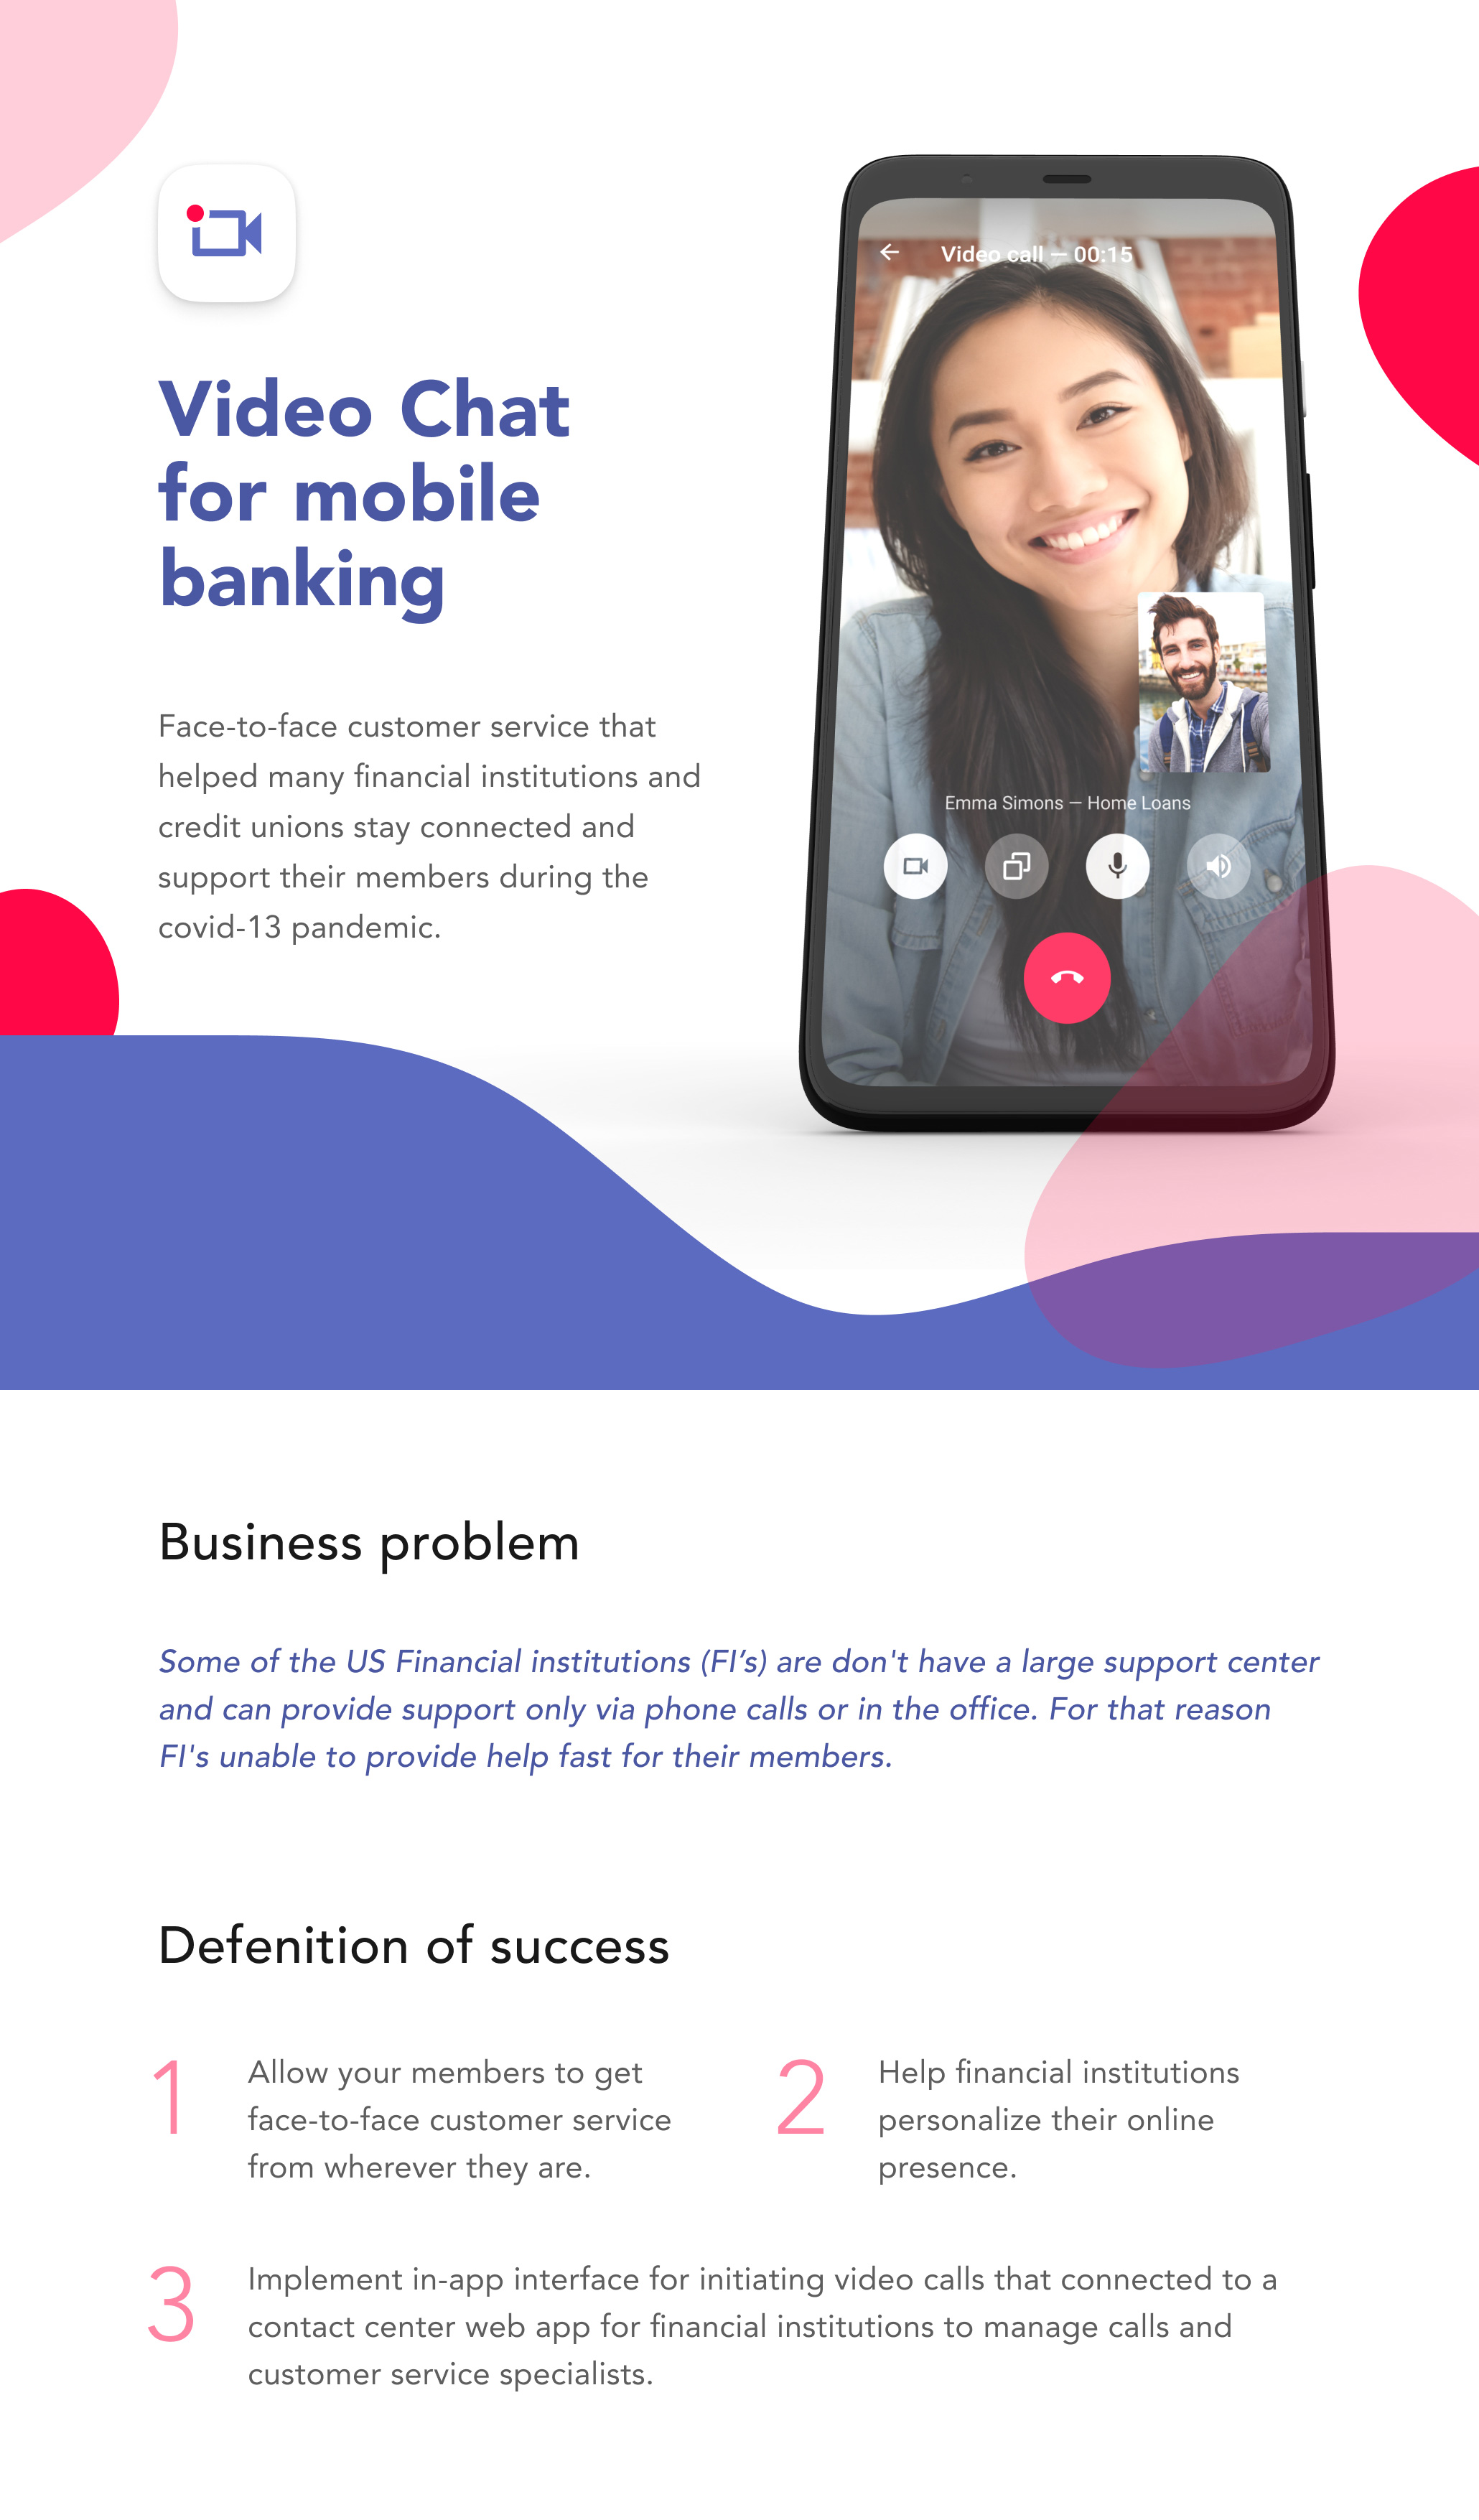 Video Chat
for mobile
banking
Face-to-face customer service that
helped many financial institutions and
credit unions stay connected and
support their members during the
covid-13 pandemic.
Video call — 00:15
Emma Simons — Home Loans
Business problem
Some of the US Financial institutions (FI’s) are don't have a large support center
and can provide support only via phone calls or in the office. For that reason
FI's unable to provide help fast for their members.
Defenition of success
1
Allow your members to get
face-to-face customer service
from wherever they are.
2
Help financial institutions
personalize their online
presence.
3
Implement in-app interface for initiating video calls that connected to a
contact center web app for financial institutions to manage calls and
customer service specialists.